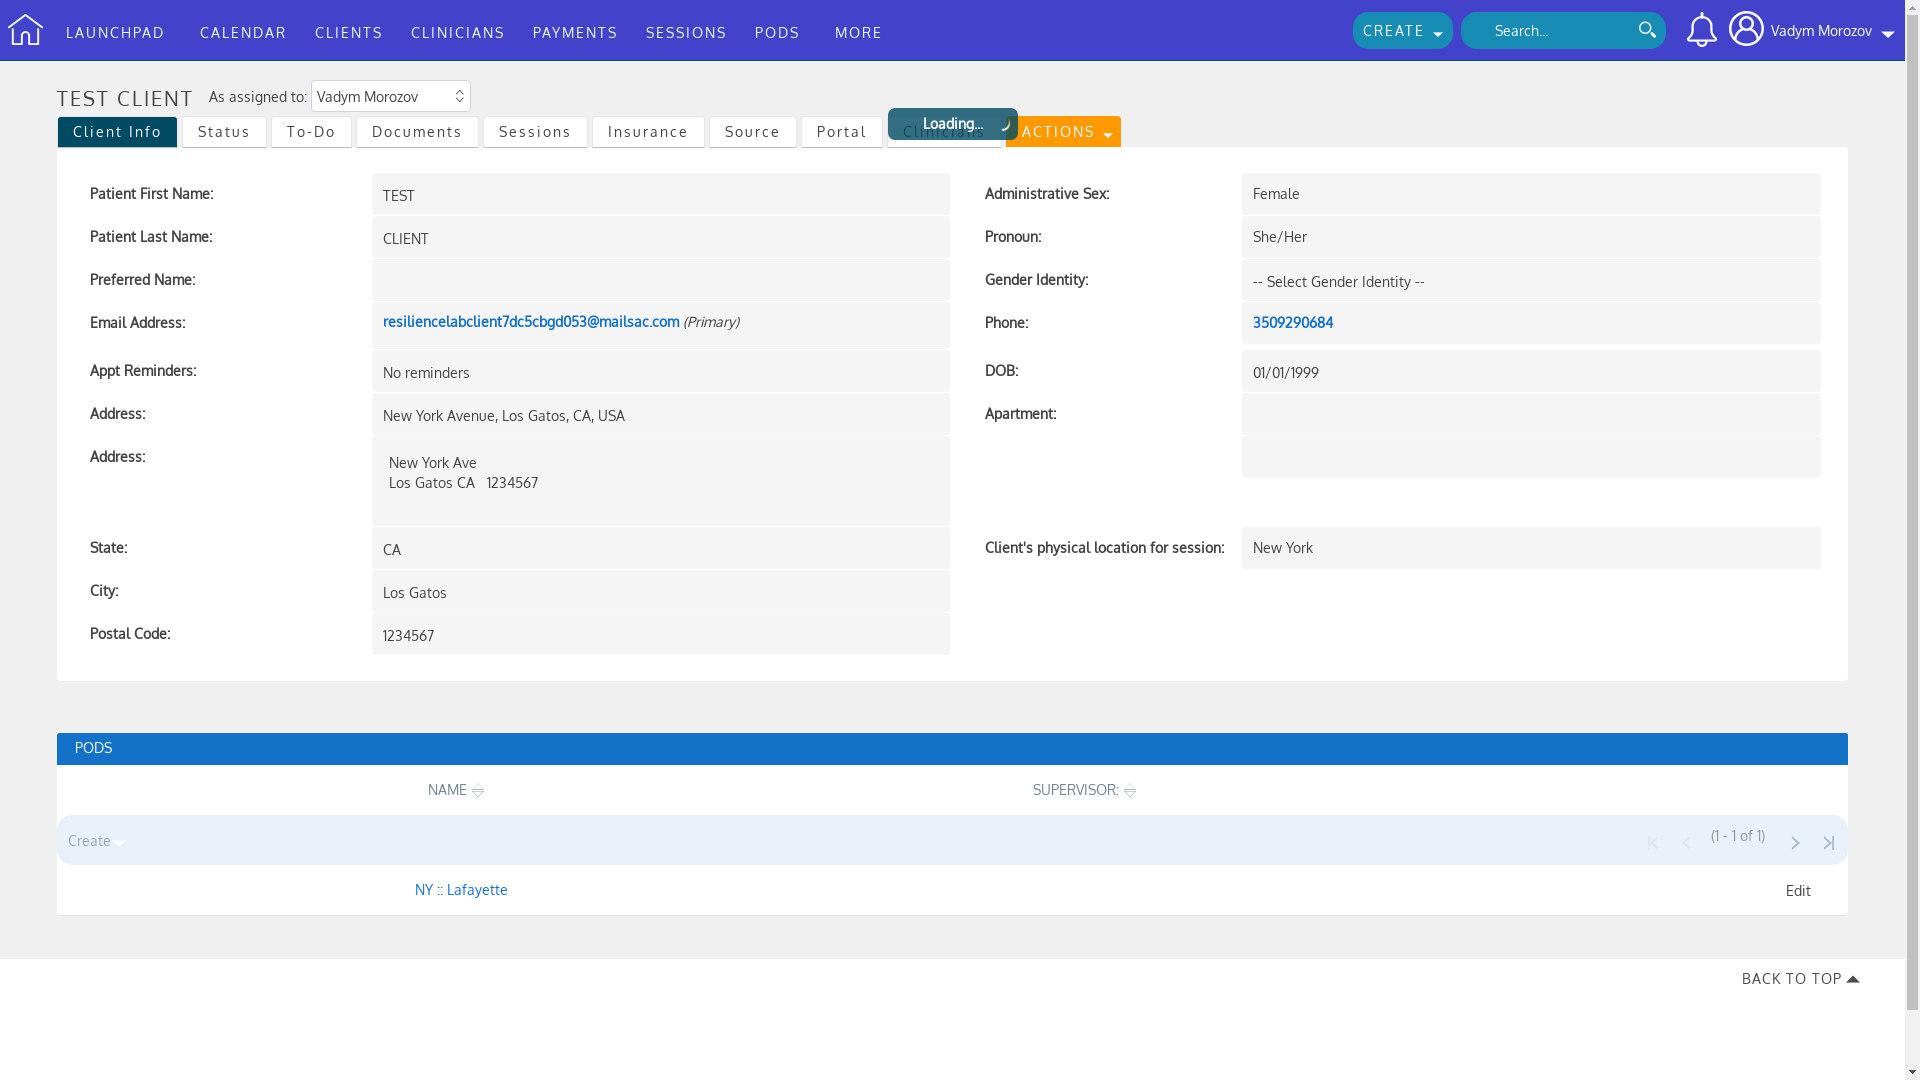 LAUNCHPAD CALENDAR CLIENTS CLINICIANS PAYMENTS SESSIONS PODS MORE CREATE Search... Vadym Morozov
TEST CLIENT As assigned to: Vadym Morozov
Loading...
Client Info Status To-Do Documents Sessions Insurance Source Portal Clinicians ACTIONS
Patient First Name: TEST Administrative Sex: Female
Patient Last Name: CLIENT Pronoun: She/Her
Preferred Name: Gender Identity: -- Select Gender Identity --
Email Address: resiliencelabclient7dc5cbgd053@mailsac.com (Primary) Phone: 3509290684
Appt Reminders: No reminders DOB: 01/01/1999
Address: New York Avenue, Los Gatos, CA, USA Apartment:
Address: New York Ave
Los Gatos CA 1234567
State: CA Client's physical location for session: New York
City: Los Gatos
Postal Code: 1234567
PODS
NAME SUPERVISOR:
Create (1 - 1 of 1)
NY :: Lafayette Edit
BACK TO TOP